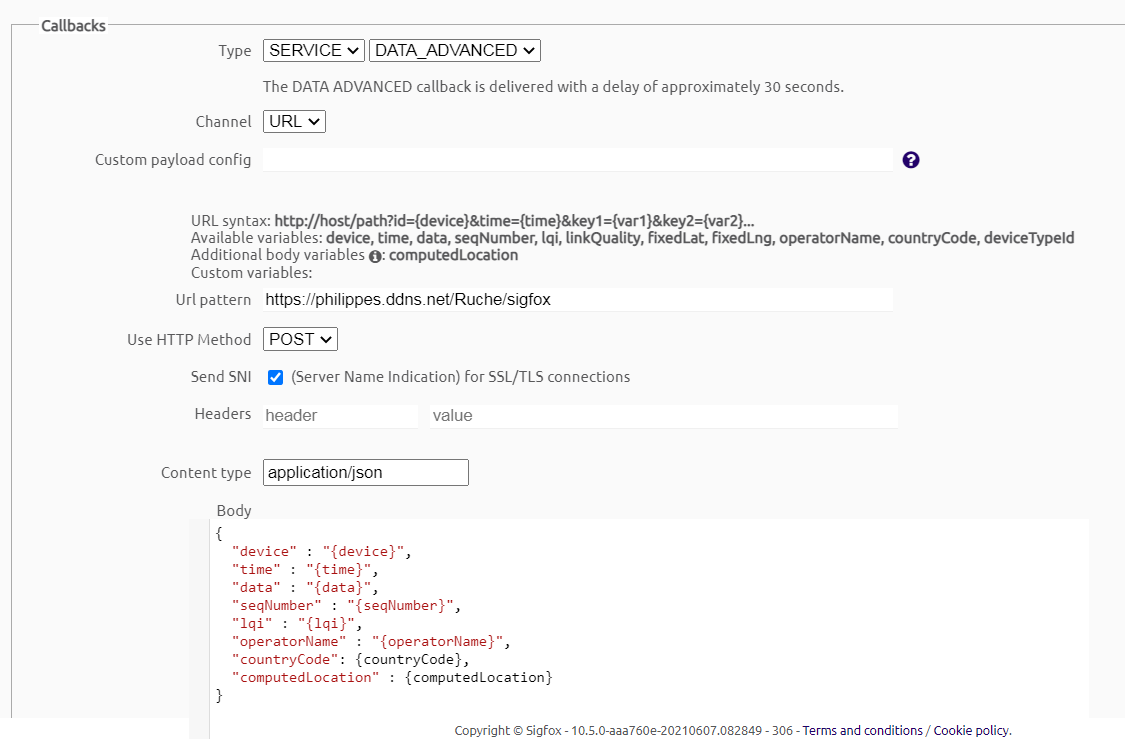 Callbacks
Type SERVICE DATA_ADVANCED
The DATA ADVANCED callback is delivered with a delay of approximately 30 seconds.
Channel URL
Custom payload config ?
URL syntax: http://host/path?id={device}&time={time}&key1={var1}&key2={var2}...
Available variables: device, time, data, seqNumber, lqi, linkQuality, fixedLat, fixedLng, operatorName, countryCode, deviceTypeId
Additional body variables i: computedLocation
Custom variables:
Url pattern https://philippes.ddns.net/Ruche/sigfox
Use HTTP Method POST
Send SNI (Server Name Indication) for SSL/TLS connections
Headers header value
Content type application/json
Body
{
"device" : "{device}",
"time" : "{time}",
"data" : "{data}",
"seqNumber" : "{seqNumber}",
"lqi" : "{lqi}",
"operatorName" : "{operatorName}",
"countryCode": {countryCode},
"computedLocation" : {computedLocation}
}
Copyright © Sigfox - 10.5.0-aaa760e-20210607.082849 - 306 - Terms and conditions / Cookie policy.